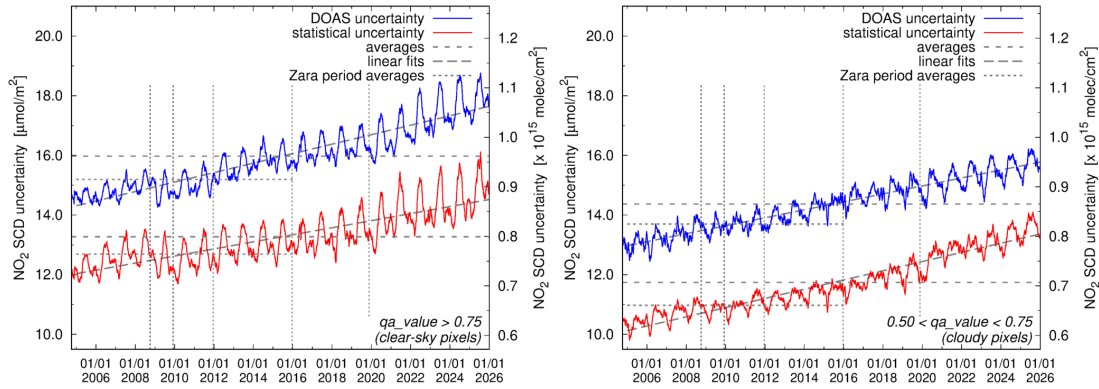 20.0
18.0
16.0
14.0
12.0
10.0
NO2 SCD uncertainty [μmol/m2]
DOAS uncertainty
statistical uncertainty
averages
linear fits
Zara period averages
1.2
1.1
1.0
0.9
0.8
0.7
0.6
NO2 SCD uncertainty [x 10^15 molec/cm2]
qa_value > 0.75
(clear-sky pixels)
01/01 01/01 01/01 01/01 01/01 01/01 01/01 01/01 01/01 01/01 01/01
2006 2008 2010 2012 2014 2016 2018 2020 2022 2024 2026
20.0
18.0
16.0
14.0
12.0
10.0
NO2 SCD uncertainty [μmol/m2]
DOAS uncertainty
statistical uncertainty
averages
linear fits
Zara period averages
1.2
1.1
1.0
0.9
0.8
0.7
0.6
NO2 SCD uncertainty [x 10^15 molec/cm2]
0.50 < qa_value < 0.75
(cloudy pixels)
01/01 01/01 01/01 01/01 01/01 01/01 01/01 01/01 01/01 01/01 01/01
2006 2008 2010 2012 2014 2016 2018 2020 2022 2024 2026